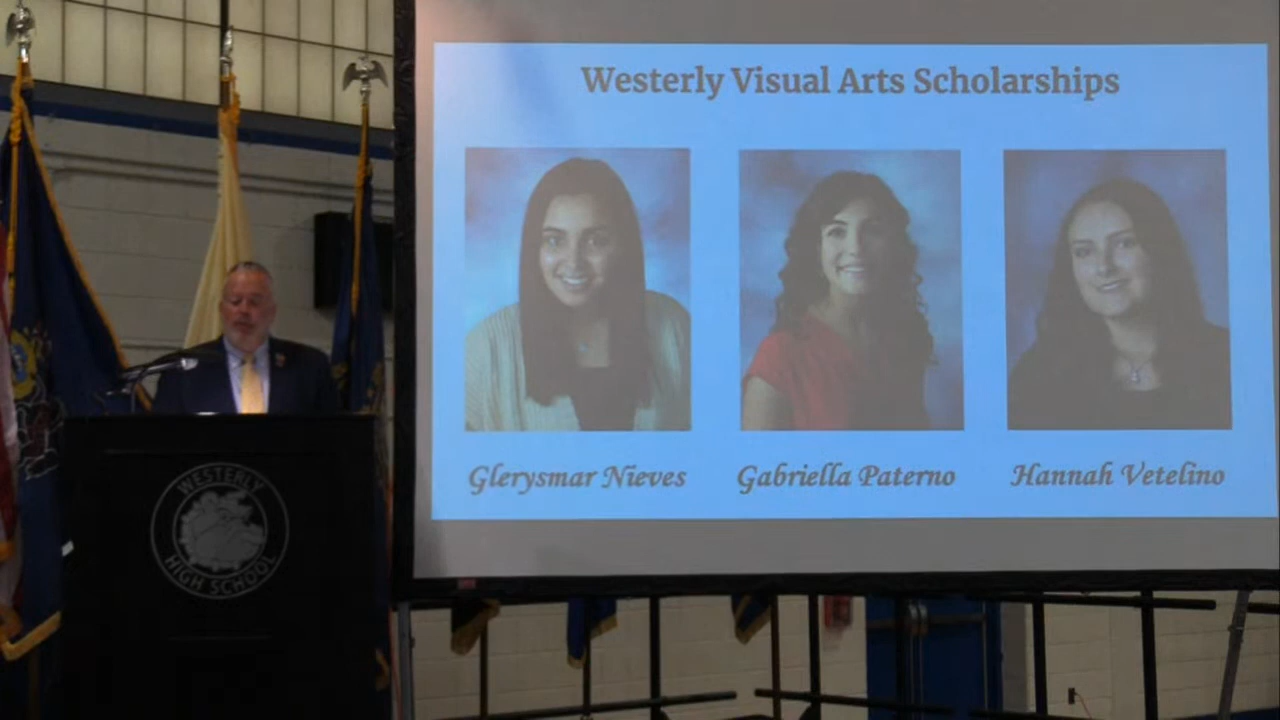 Westerly Visual Arts Scholarships
Glerysmar Nieves
Gabriella Paterno
Hannah Vetelino
WESTERLY
HIGH SCHOOL